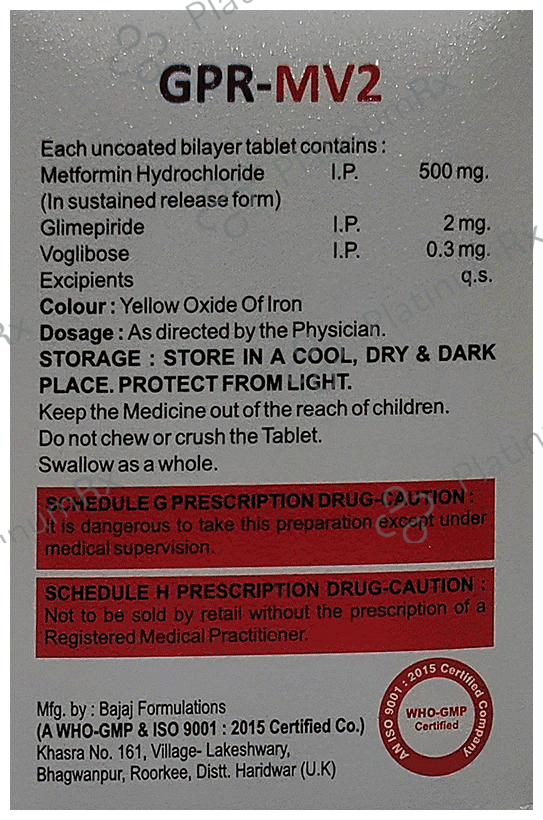 GPR-MV2
Each uncoated bilayer tablet contains :
Metformin Hydrochloride I.P. 500 mg.
(In sustained release form)
Glimepiride I.P. 2 mg.
Voglibose I.P. 0.3 mg.
Excipients q.s.
Colour : Yellow Oxide Of Iron
Dosage : As directed by the Physician.
STORAGE : STORE IN A COOL, DRY & DARK
PLACE. PROTECT FROM LIGHT.
Keep the Medicine out of the reach of children.
Do not chew or crush the Tablet.
Swallow as a whole.
SCHEDULE G PRESCRIPTION DRUG-CAUTION :
It is dangerous to take this preparation except under
medical supervision.
SCHEDULE H PRESCRIPTION DRUG-CAUTION :
Not to be sold by retail without the prescription of a
Registered Medical Practitioner.
Mfg. by : Bajaj Formulations
(A WHO-GMP & ISO 9001 : 2015 Certified Co.)
Khasra No. 161, Village- Lakeshwary,
Bhagwanpur, Roorkee, Distt. Haridwar (U.K)
AN ISO 9001 : 2015 Certified Company
WHO-GMP
Certified
PlatinumRx